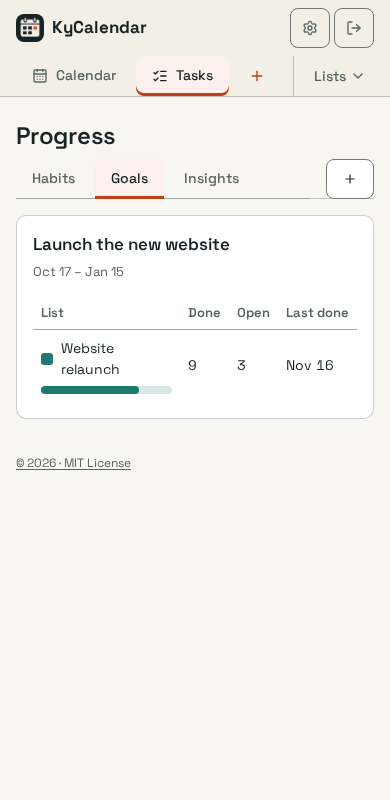 KyCalendar
Calendar
Tasks
Lists
Progress
Habits
Goals
Insights
Launch the new website
Oct 17 – Jan 15
List Done Open Last done
Website
relaunch
9 3 Nov 16
© 2026 · MIT License